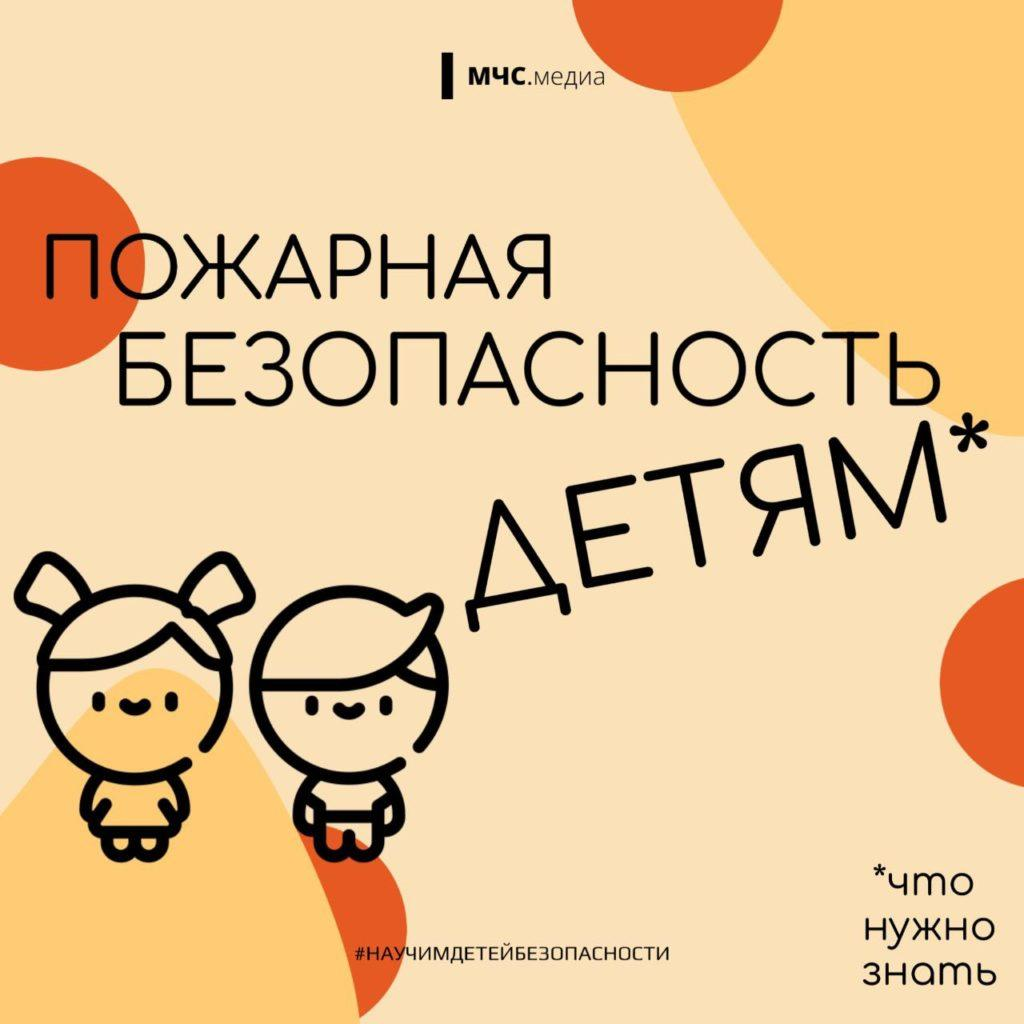 МЧС.медиа
ПОЖАРНАЯ
БЕЗОПАСНОСТЬ
ДЕТЯМ*
*что
нужно
знать
#НАУЧИМДЕТЕЙБЕЗОПАСНОСТИ